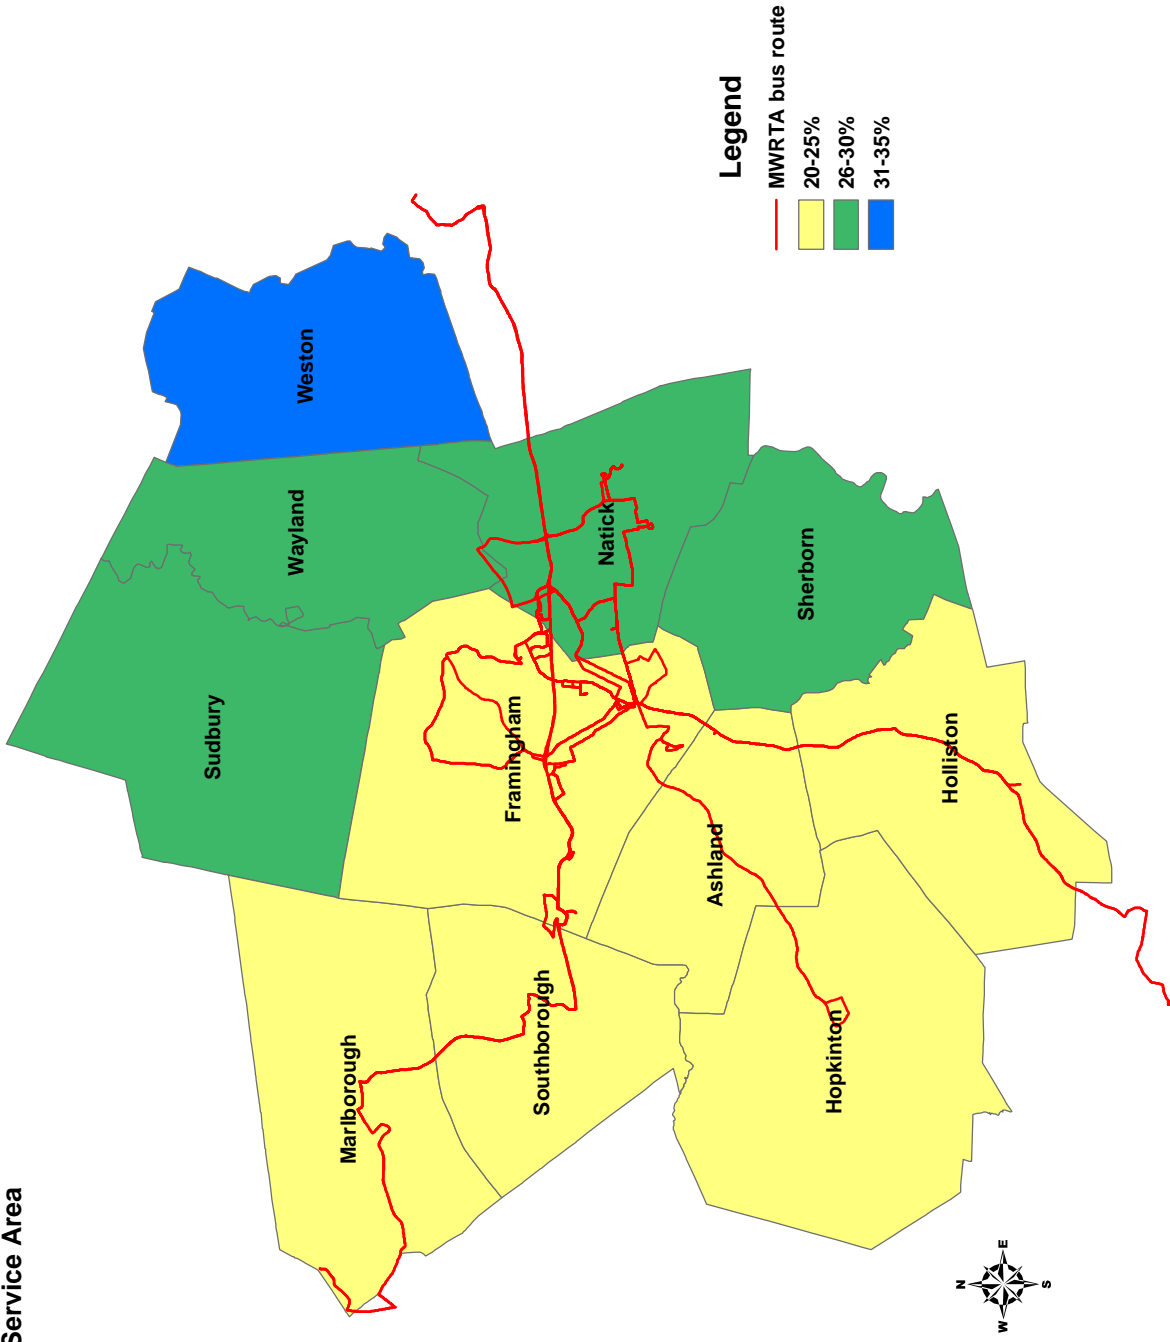 Service Area
Sudbury
Wayland
Weston
Marlborough
Framingham
Southborough
Natick
Ashland
Sherborn
Hopkinton
Holliston
Legend
MWRTA bus route
20-25%
26-30%
31-35%
N
W
E
S